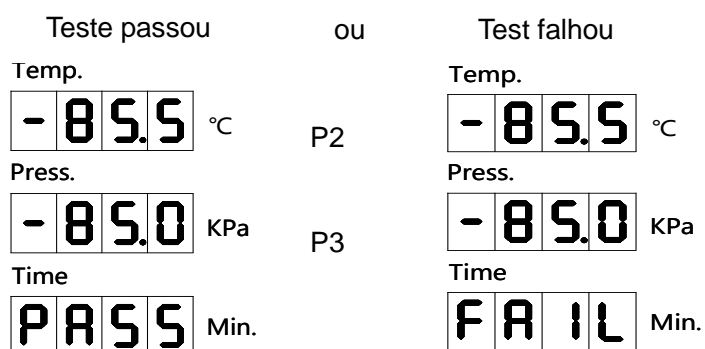 Teste passou ou Test falhou
Temp. Temp.
-85.5 °C P2 -85.5 °C
Press. Press.
-85.0 KPa P3 -85.0 KPa
Time Time
PASS Min. FAIL Min.